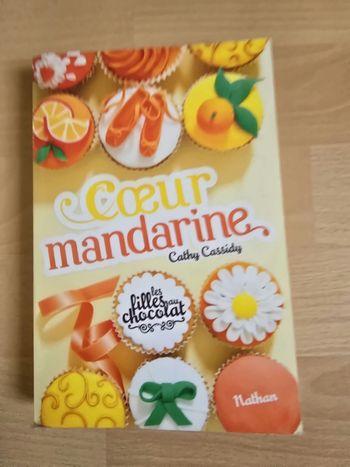 Cœur
mandarine
Cathy Cassidy
les
filles au
chocolat
Nathan